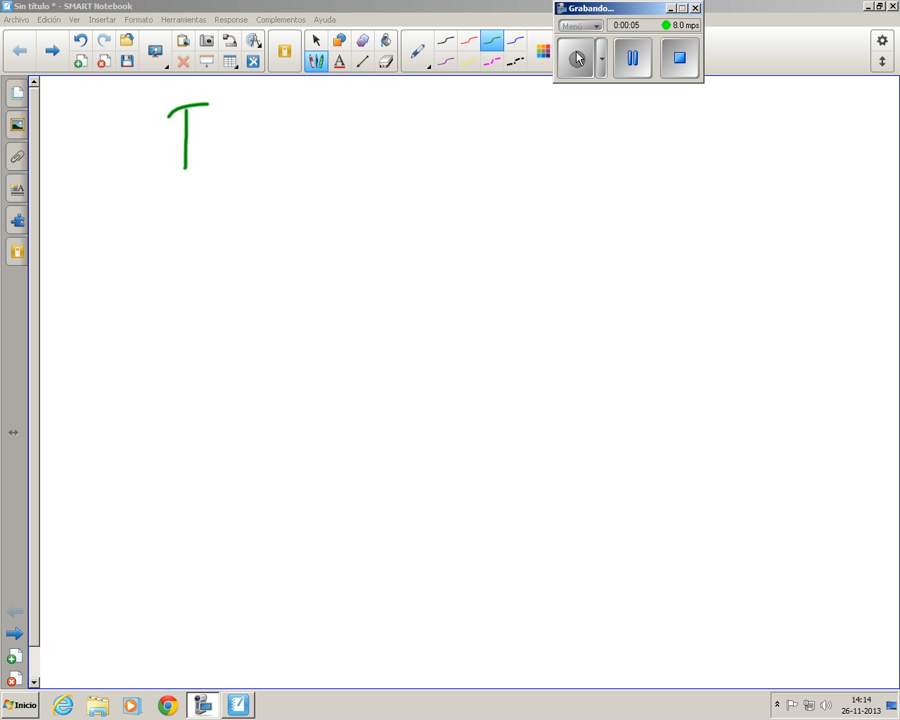 Sin título * - SMART Notebook
Archivo Edición Ver Insertar Formato Herramientas Response Complementos Ayuda
Grabando...
Menú 0:00:05 8.0 mps
T
Inicio
14:14
26-11-2013